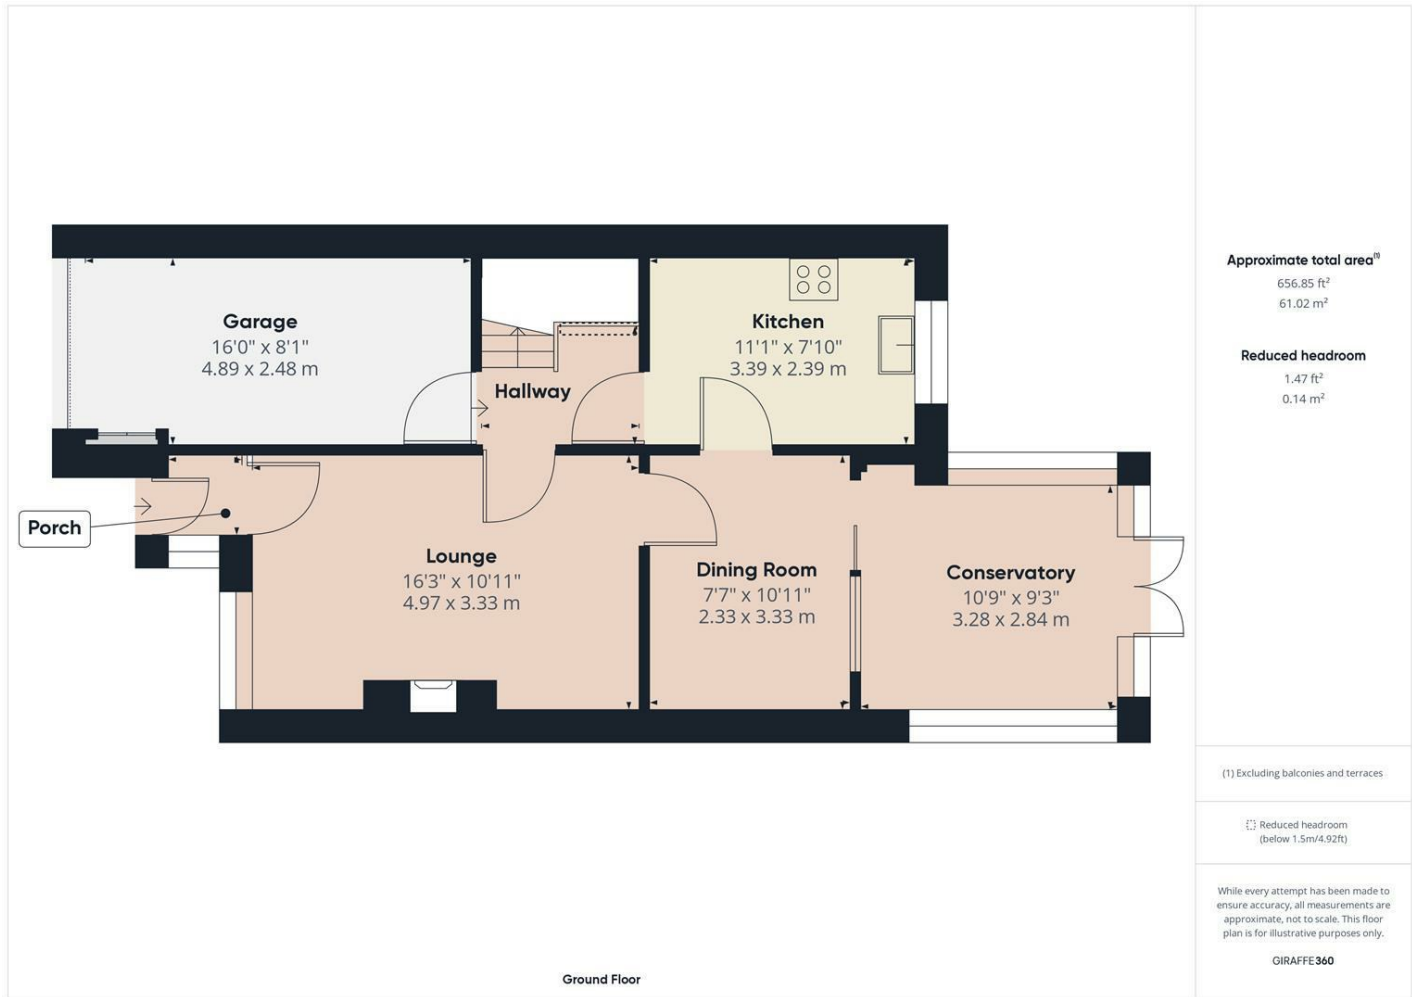 Garage
16'0" x 8'1"
4.89 x 2.48 m
Hallway
Kitchen
11'1" x 7'10"
3.39 x 2.39 m
Porch
Lounge
16'3" x 10'11"
4.97 x 3.33 m
Dining Room
7'7" x 10'11"
2.33 x 3.33 m
Conservatory
10'9" x 9'3"
3.28 x 2.84 m
Ground Floor
Approximate total area(1)
656.85 ft²
61.02 m²
Reduced headroom
1.47 ft²
0.14 m²
(1) Excluding balconies and terraces
Reduced headroom
(below 1.5m/4.92ft)
While every attempt has been made to
ensure accuracy, all measurements are
approximate, not to scale. This floor
plan is for illustrative purposes only.
GIRAFFE360